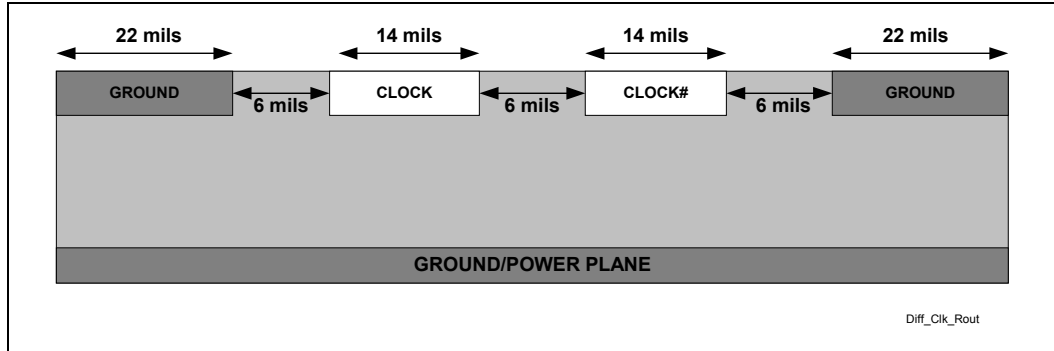 22 mils 14 mils 14 mils 22 mils
GROUND CLOCK CLOCK# GROUND
6 mils 6 mils 6 mils
GROUND/POWER PLANE
Diff_Clk_Rout